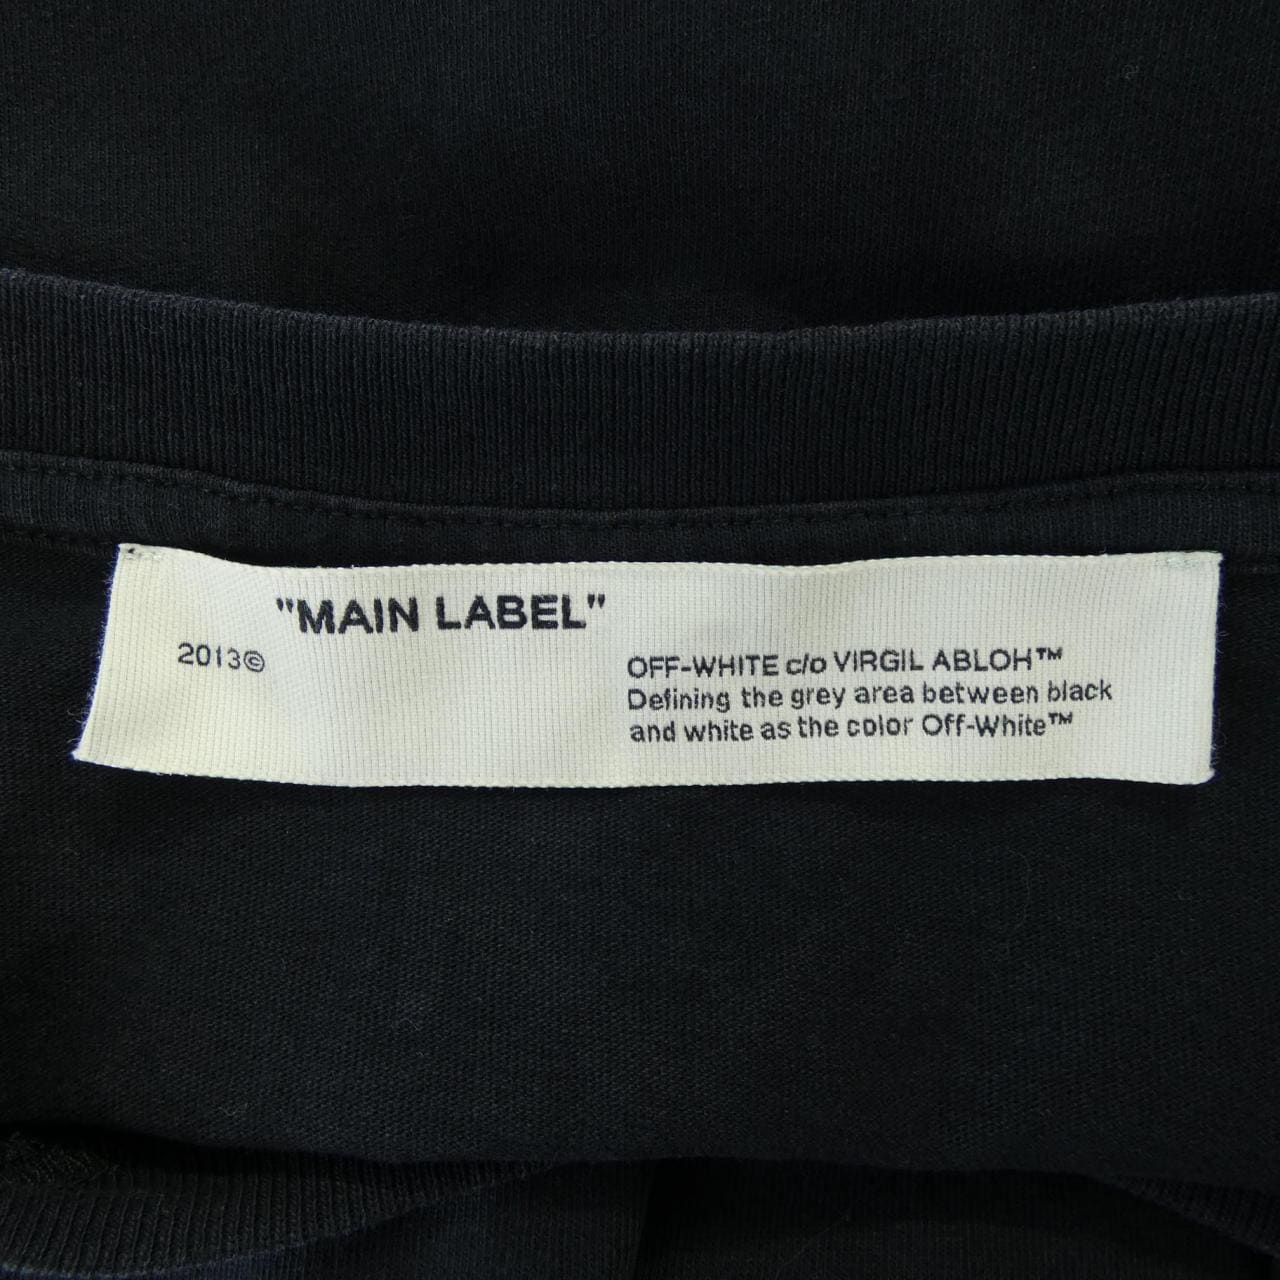 "MAIN LABEL"
2013©
OFF-WHITE c/o VIRGIL ABLOH™
Defining the grey area between black
and white as the color Off-White™